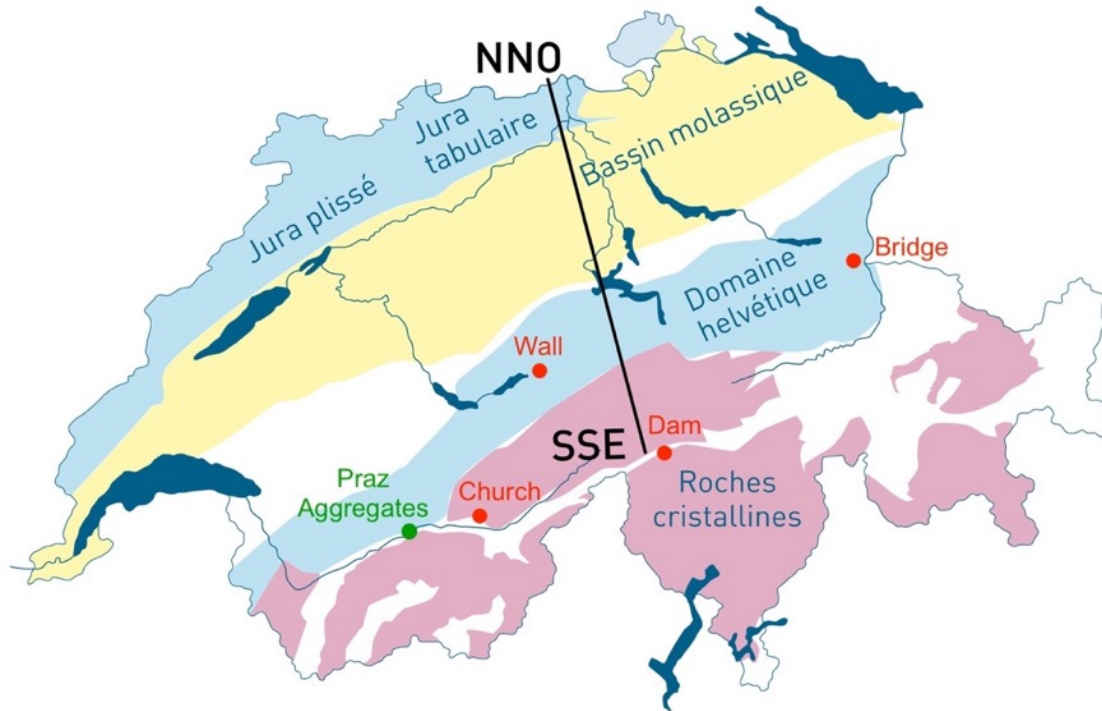 NNO
Jura
tabulaire
Bassin molassique
Jura plissé
Bridge
Domaine
helvétique
Wall
Dam
SSE
Praz
Aggregates
Church
Roches
cristallines